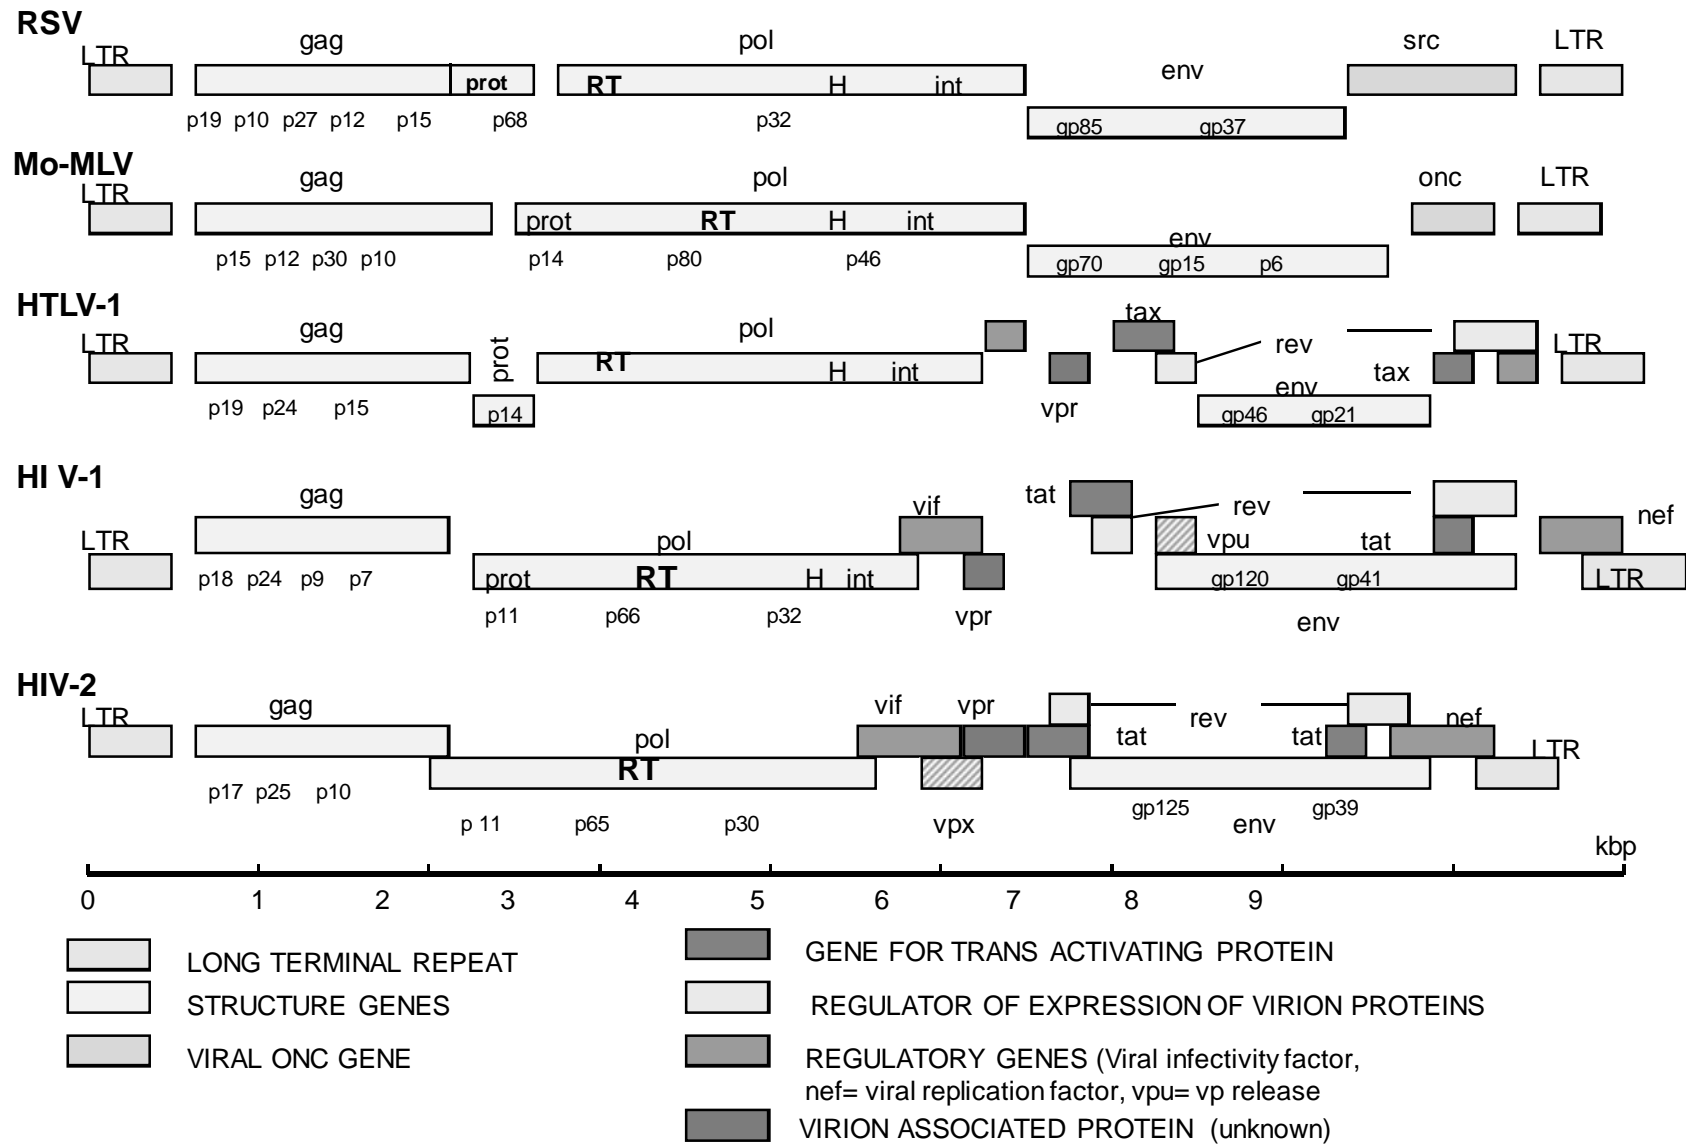 RSV
LTR gag pol env src LTR
prot RT H int
p19 p10 p27 p12 p15 p68 p32 gp85 gp37
Mo-MLV
LTR gag pol env onc LTR
prot RT H int
p15 p12 p30 p10 p14 p80 p46 gp70 gp15 p6
HTLV-1
LTR gag prot pol tax rev LTR
RT H int env tax
p19 p24 p15 p14 vpr gp46 gp21
HI V-1
gag tat rev nef
LTR pol vif vpu tat
prot RT H int gp120 gp41 LTR
p18 p24 p9 p7
p11 p66 p32 vpr env
HIV-2
LTR gag vif vpr rev nef
pol tat tat LTR
RT
p17 p25 p10 gp125 gp39
p 11 p65 p30 vpx env
kbp
0 1 2 3 4 5 6 7 8 9
LONG TERMINAL REPEAT
STRUCTURE GENES
VIRAL ONC GENE
GENE FOR TRANS ACTIVATING PROTEIN
REGULATOR OF EXPRESSION OF VIRION PROTEINS
REGULATORY GENES (Viral infectivity factor,
nef= viral replication factor, vpu= vp release
VIRION ASSOCIATED PROTEIN (unknown)